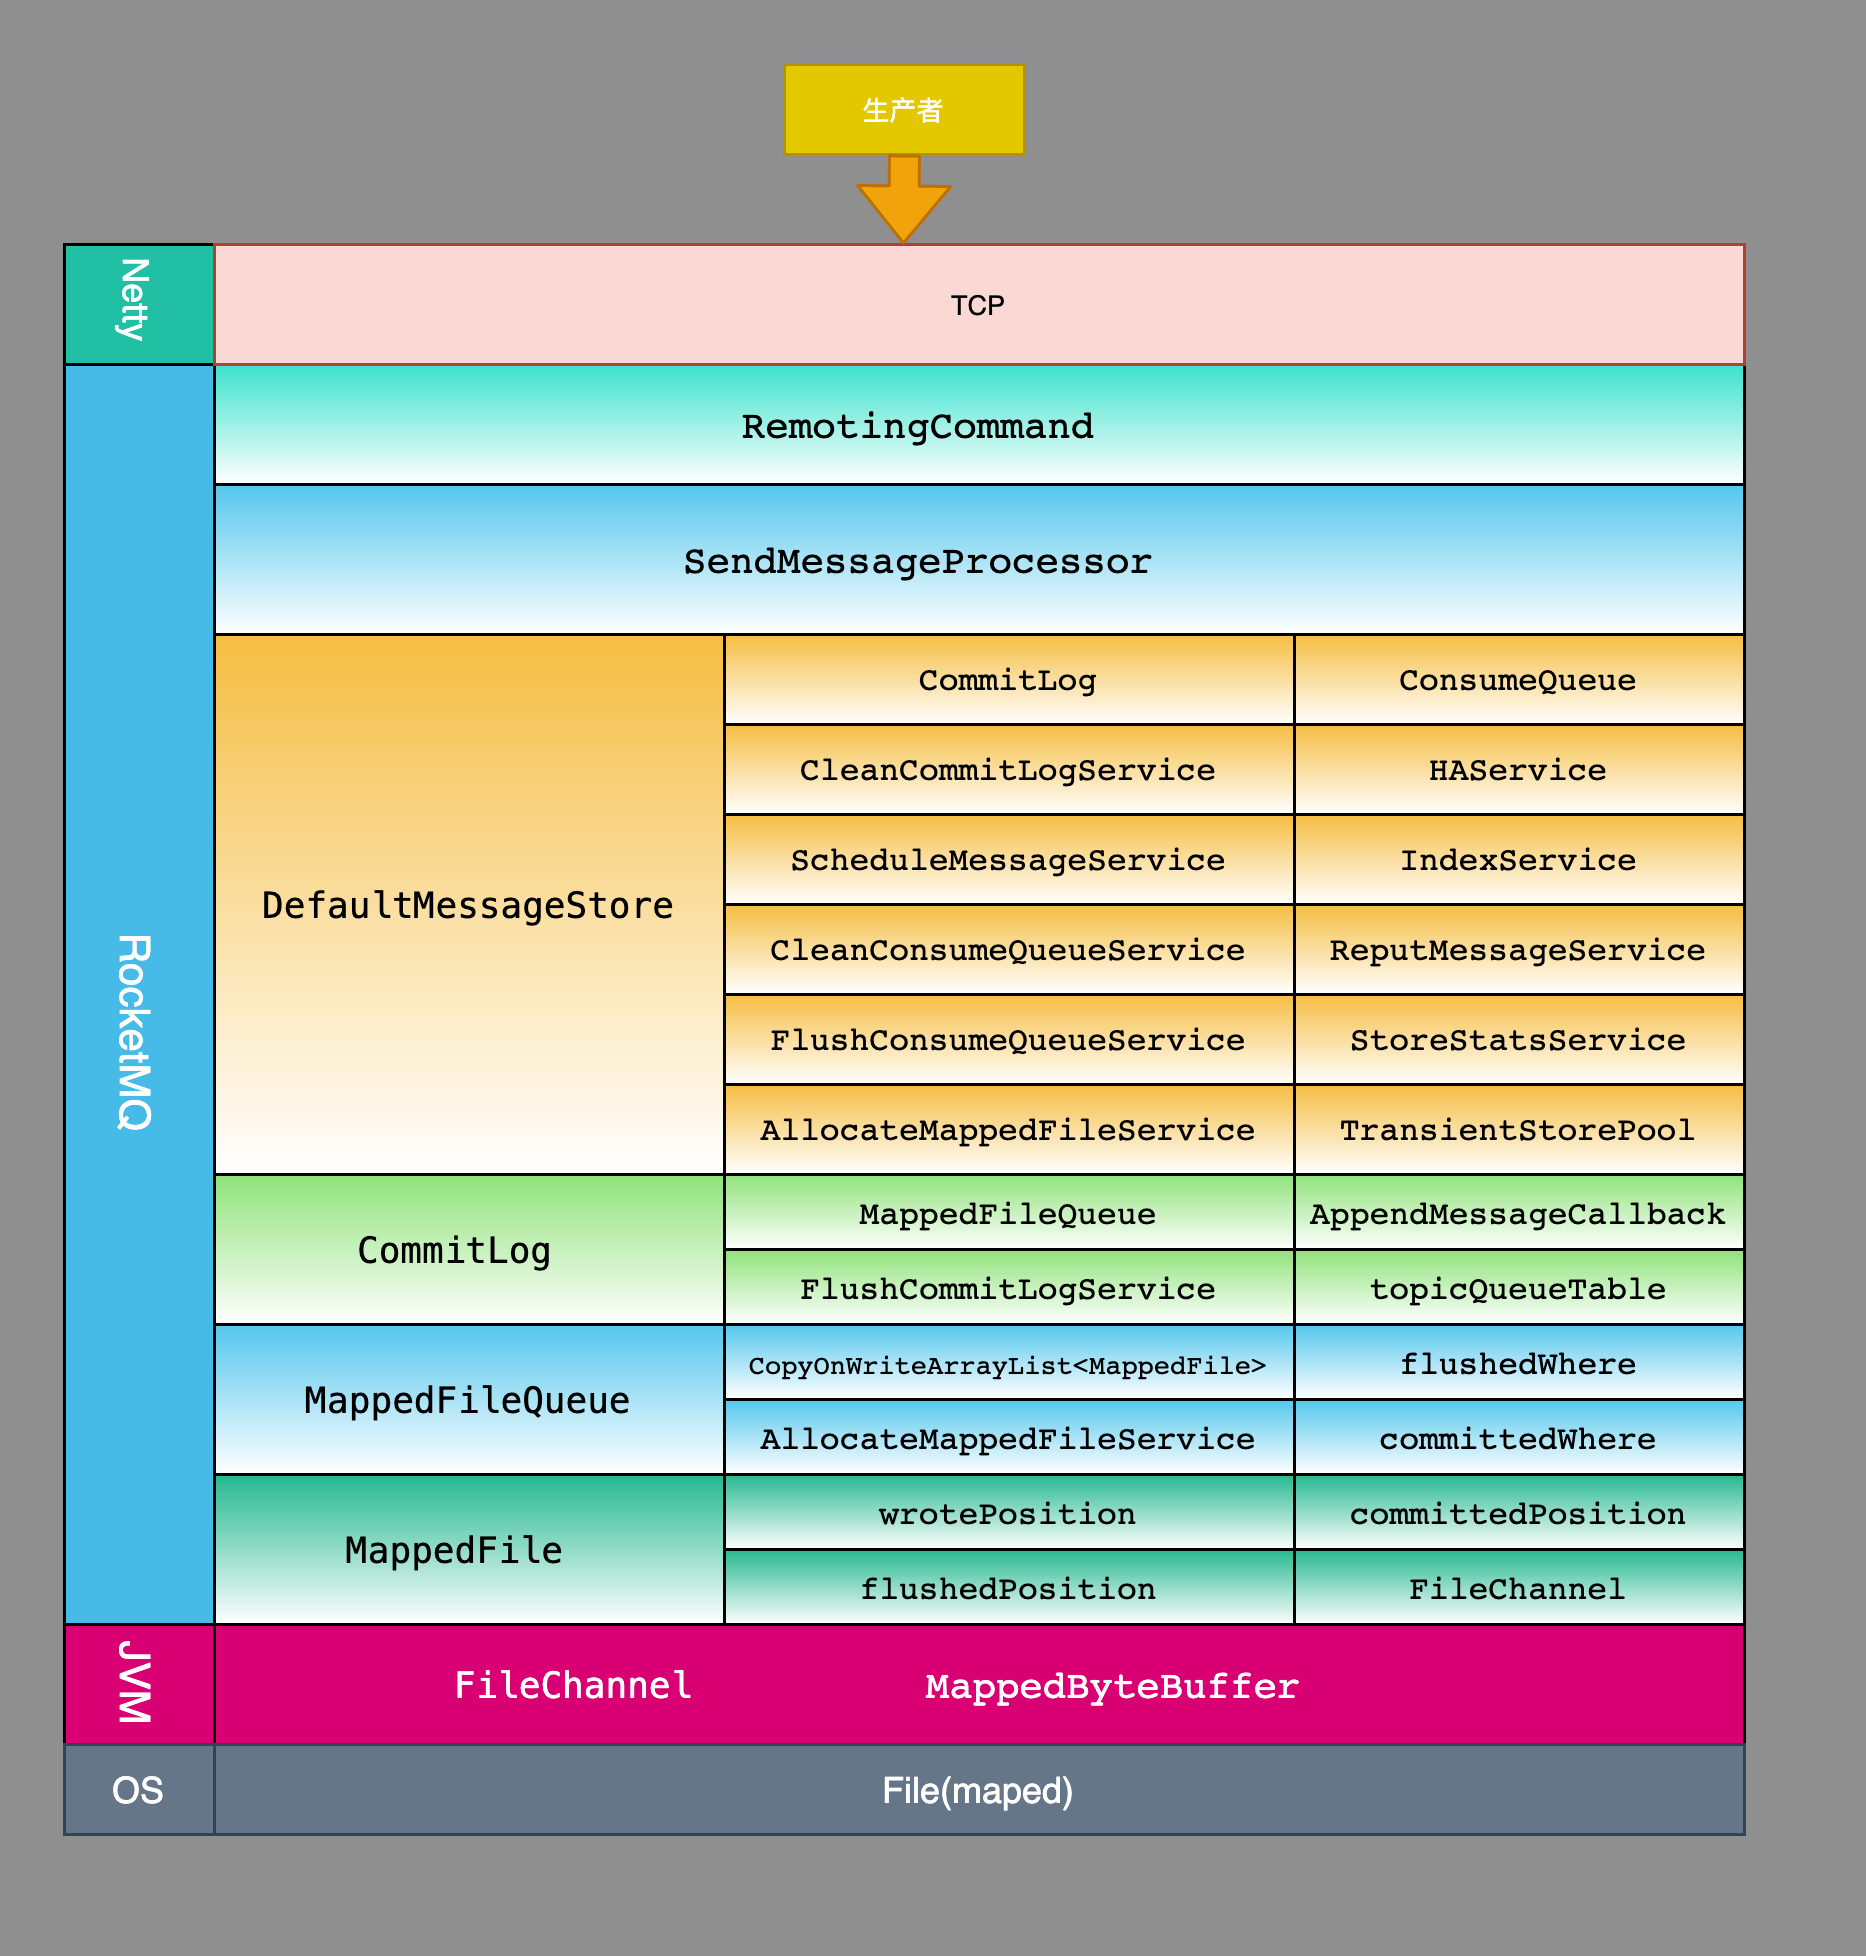 生产者
Netty
TCP
RocketMQ
RemotingCommand
SendMessageProcessor
DefaultMessageStore
CommitLog
ConsumeQueue
CleanCommitLogService
HAService
ScheduleMessageService
IndexService
CleanConsumeQueueService
ReputMessageService
FlushConsumeQueueService
StoreStatsService
AllocateMappedFileService
TransientStorePool
CommitLog
MappedFileQueue
AppendMessageCallback
FlushCommitLogService
topicQueueTable
MappedFileQueue
CopyOnWriteArrayList<MappedFile>
flushedWhere
AllocateMappedFileService
committedWhere
MappedFile
wrotePosition
committedPosition
flushedPosition
FileChannel
JVM
FileChannel
MappedByteBuffer
OS
File(maped)